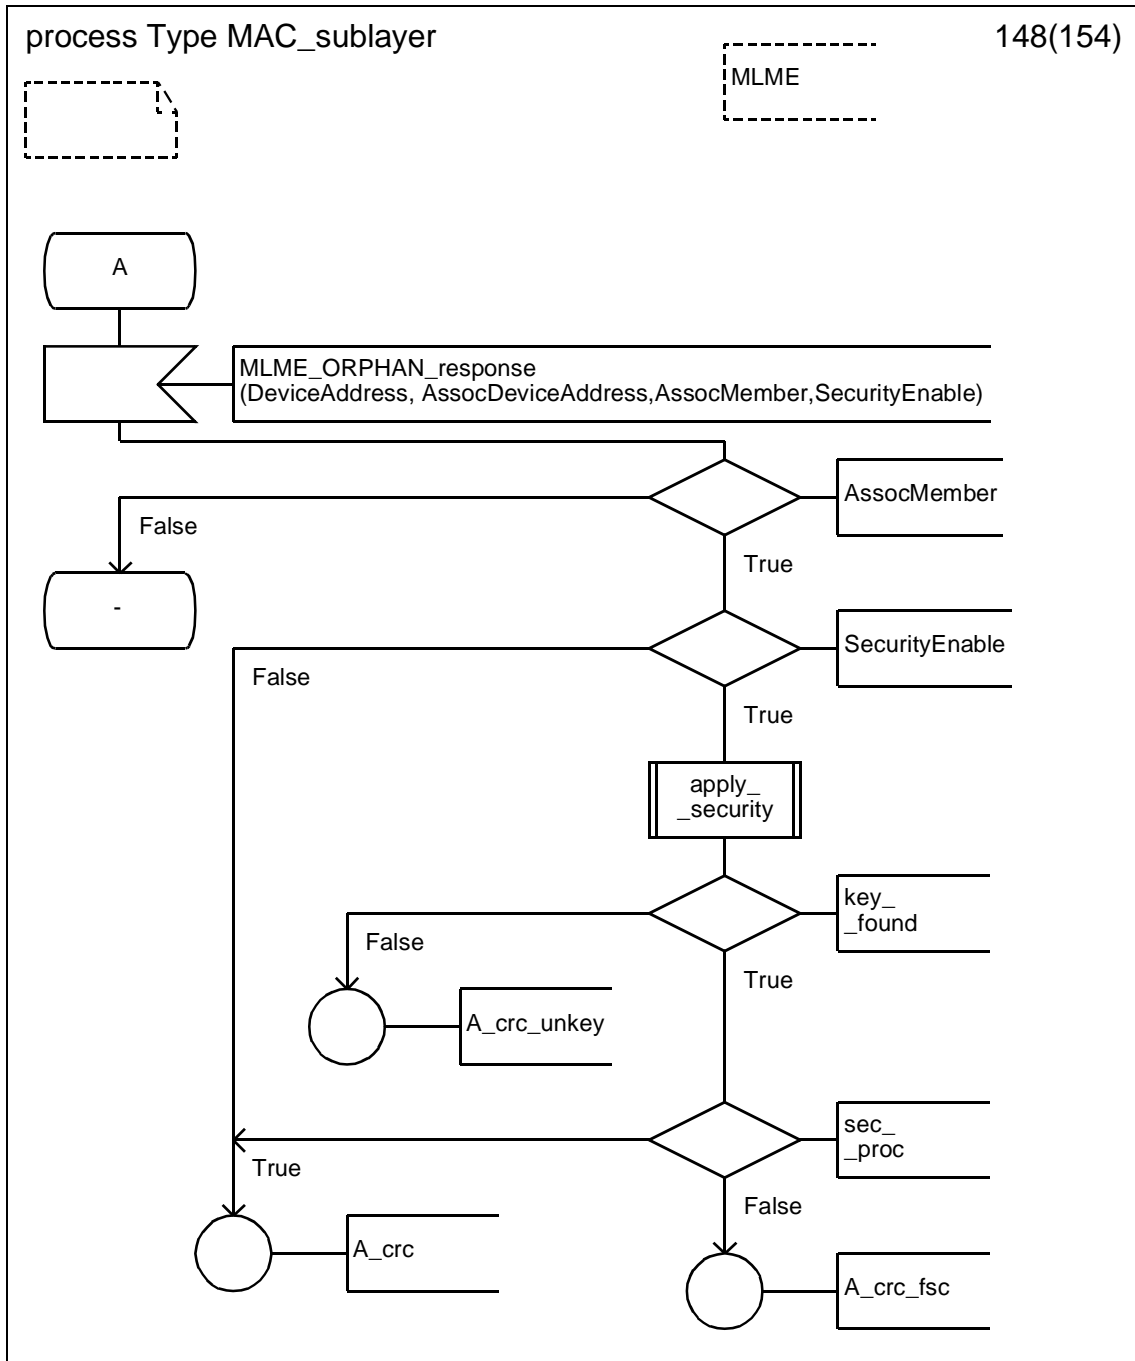 process Type MAC_sublayer
148(154)
MLME
A
MLME_ORPHAN_response
(DeviceAddress, AssocDeviceAddress,AssocMember,SecurityEnable)
AssocMember
False
True
-
SecurityEnable
False
True
apply_
_security
key_
_found
False
True
A_crc_unkey
sec_
_proc
True
False
A_crc
A_crc_fsc